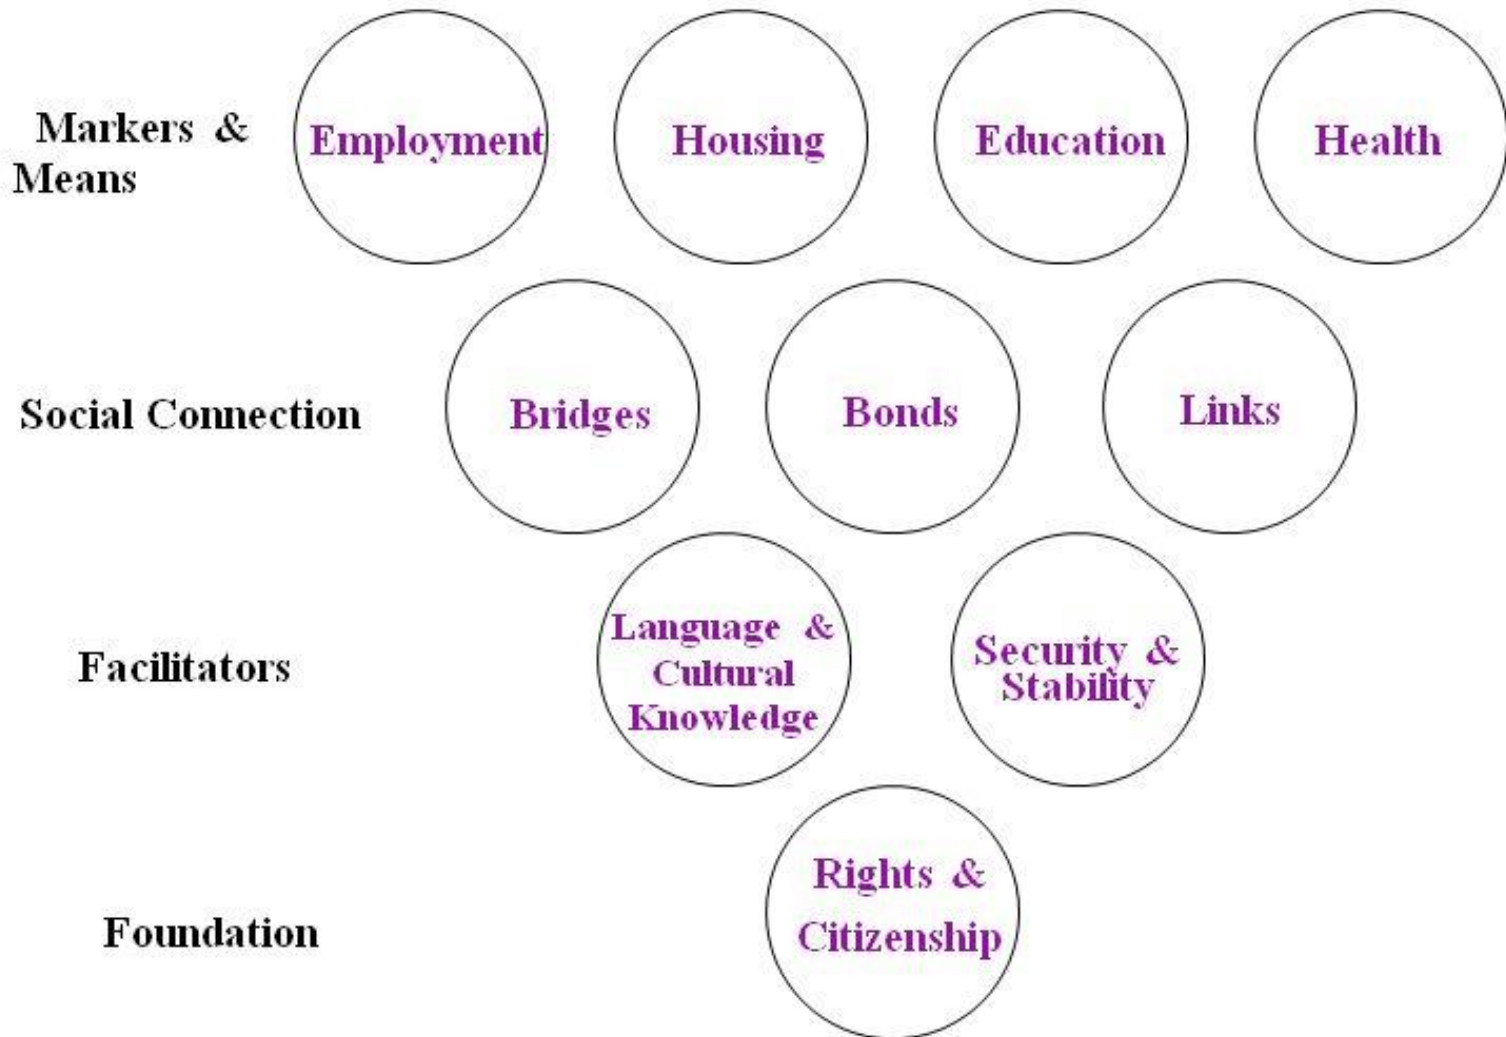 Markers &
Means
Employment
Housing
Education
Health
Social Connection
Bridges
Bonds
Links
Facilitators
Language &
Cultural
Knowledge
Security &
Stability
Foundation
Rights &
Citizenship